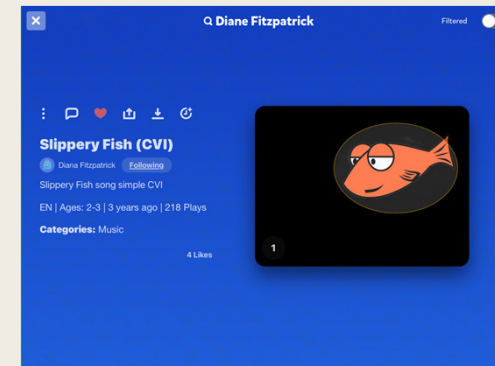 Diane Fitzpatrick
Filtered
Slippery Fish (CVI)
Diana Fitzpatrick Following
Slippery Fish song simple CVI
EN | Ages: 2-3 | 3 years ago | 218 Plays
Categories: Music
4 Likes
1